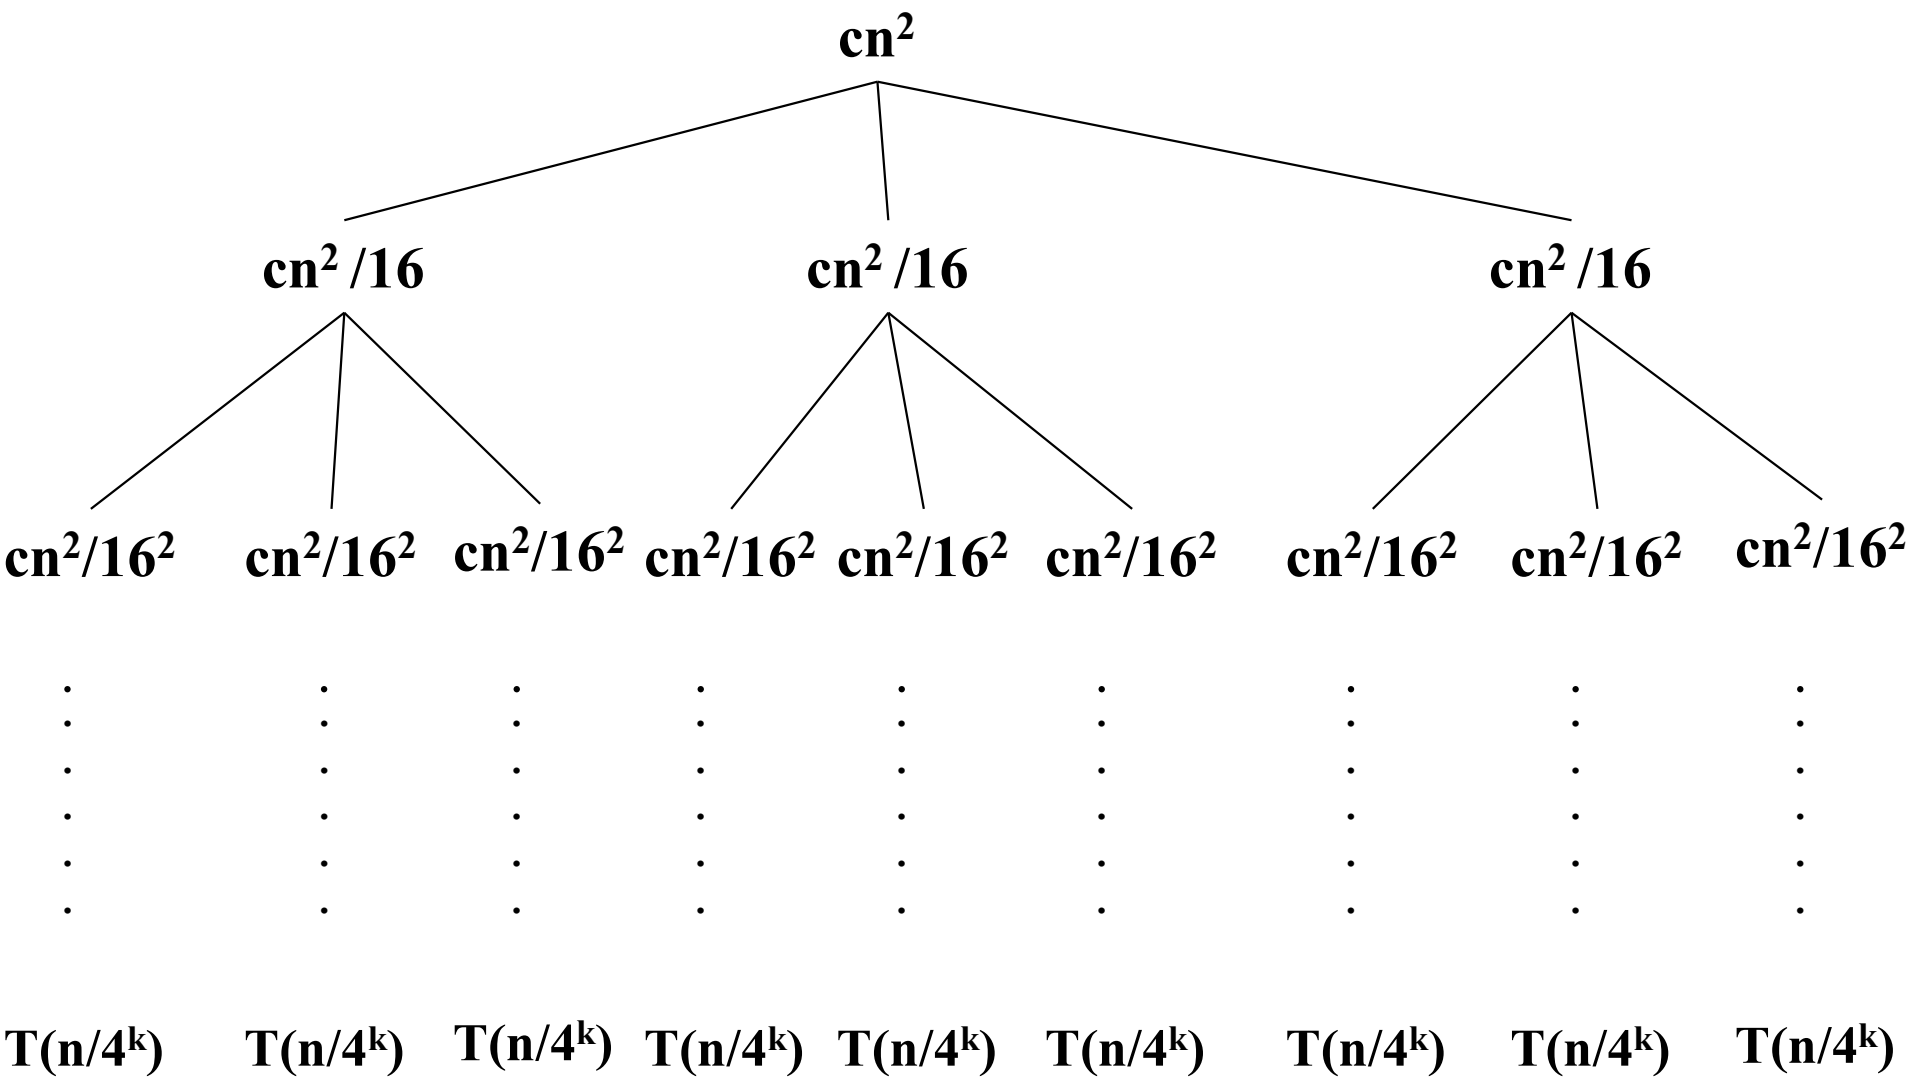 cn²
cn² /16 cn² /16 cn² /16
cn²/16² cn²/16² cn²/16² cn²/16² cn²/16² cn²/16² cn²/16² cn²/16² cn²/16²
. . . . . . . . .
. . . . . . . . .
. . . . . . . . .
. . . . . . . . .
. . . . . . . . .
. . . . . . . . .
T(n/4ᵏ) T(n/4ᵏ) T(n/4ᵏ) T(n/4ᵏ) T(n/4ᵏ) T(n/4ᵏ) T(n/4ᵏ) T(n/4ᵏ) T(n/4ᵏ)